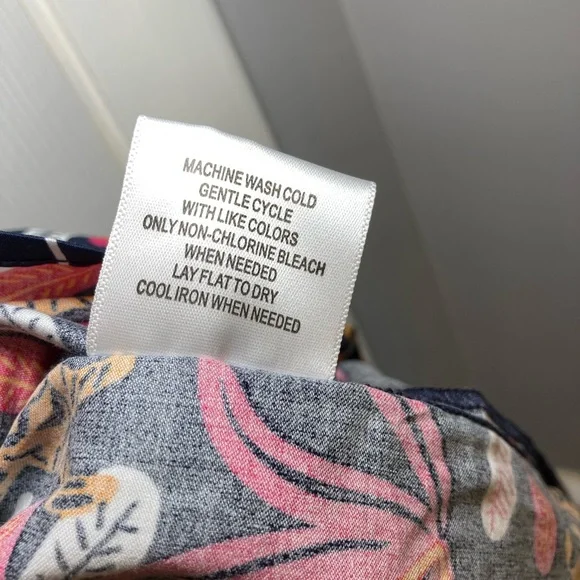 MACHINE WASH COLD
GENTLE CYCLE
WITH LIKE COLORS
ONLY NON-CHLORINE BLEACH
WHEN NEEDED
LAY FLAT TO DRY
COOL IRON WHEN NEEDED